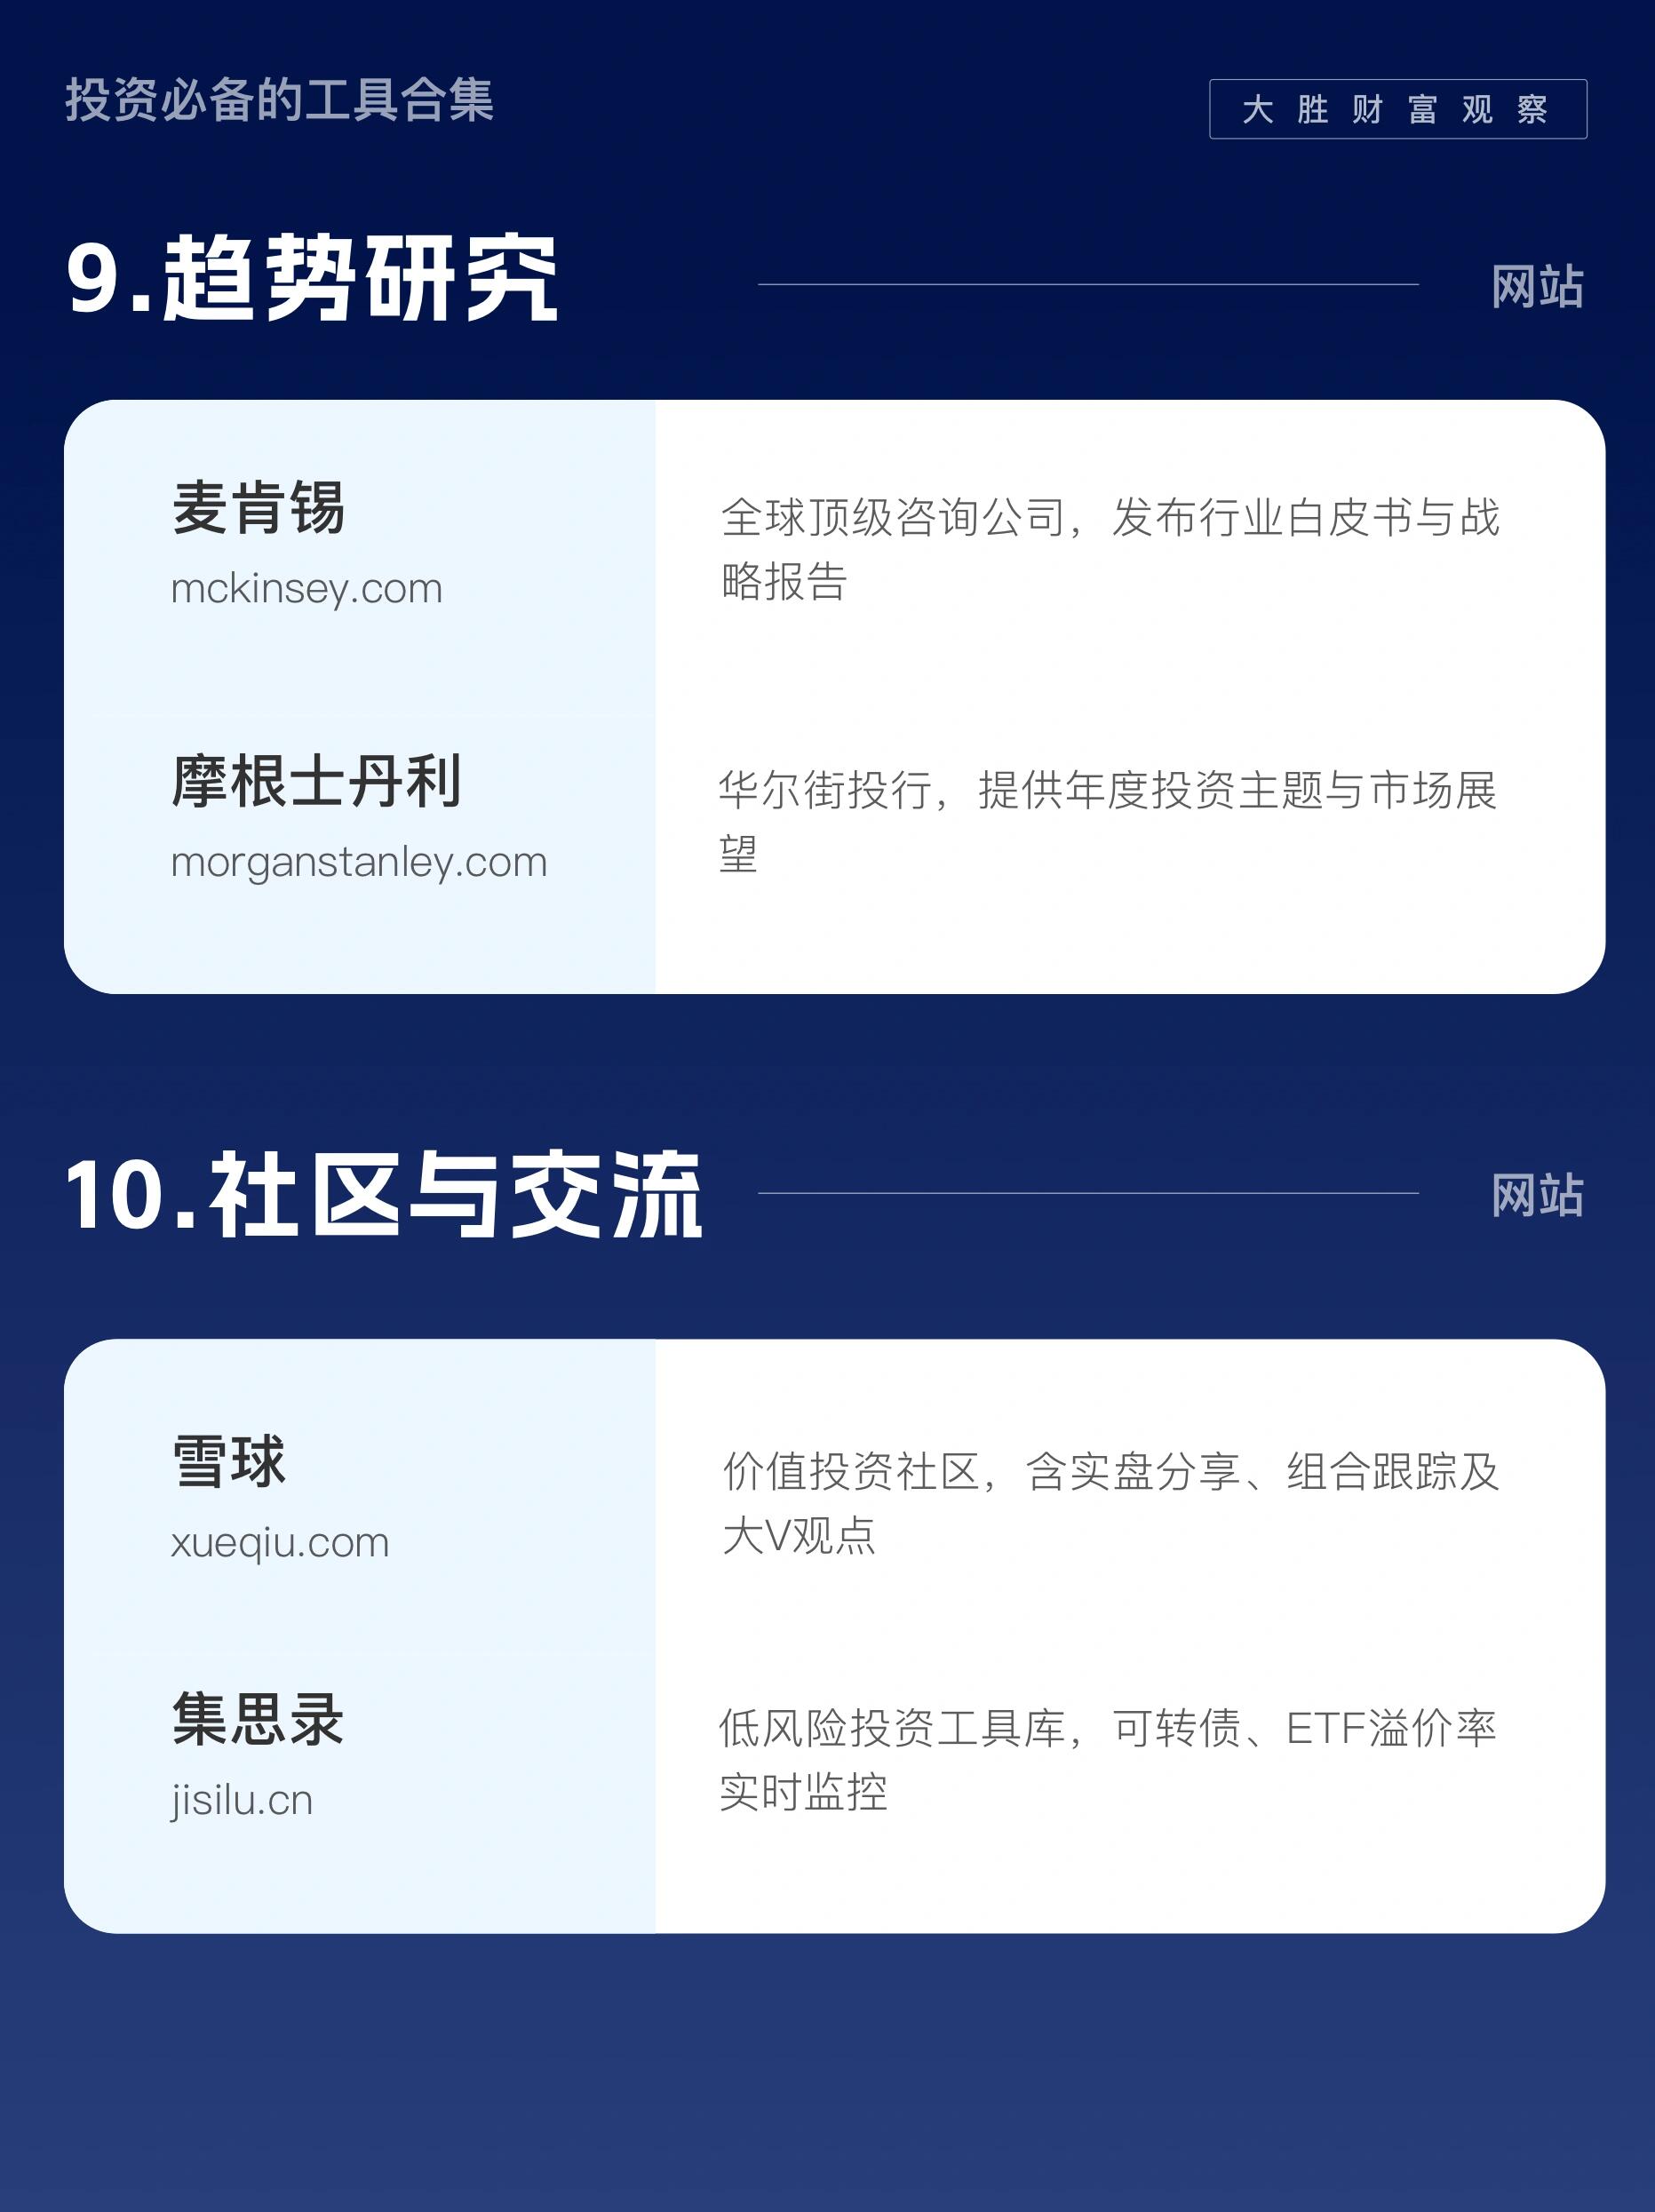 投资必备的工具合集
大胜财富观察
9.趋势研究
网站
麦肯锡
mckinsey.com
全球顶级咨询公司，发布行业白皮书与战
略报告
摩根士丹利
morganstanley.com
华尔街投行，提供年度投资主题与市场展
望
10.社区与交流
网站
雪球
xueqiu.com
价值投资社区，含实盘分享、组合跟踪及
大V观点
集思录
jisilu.cn
低风险投资工具库，可转债、ETF溢价率
实时监控